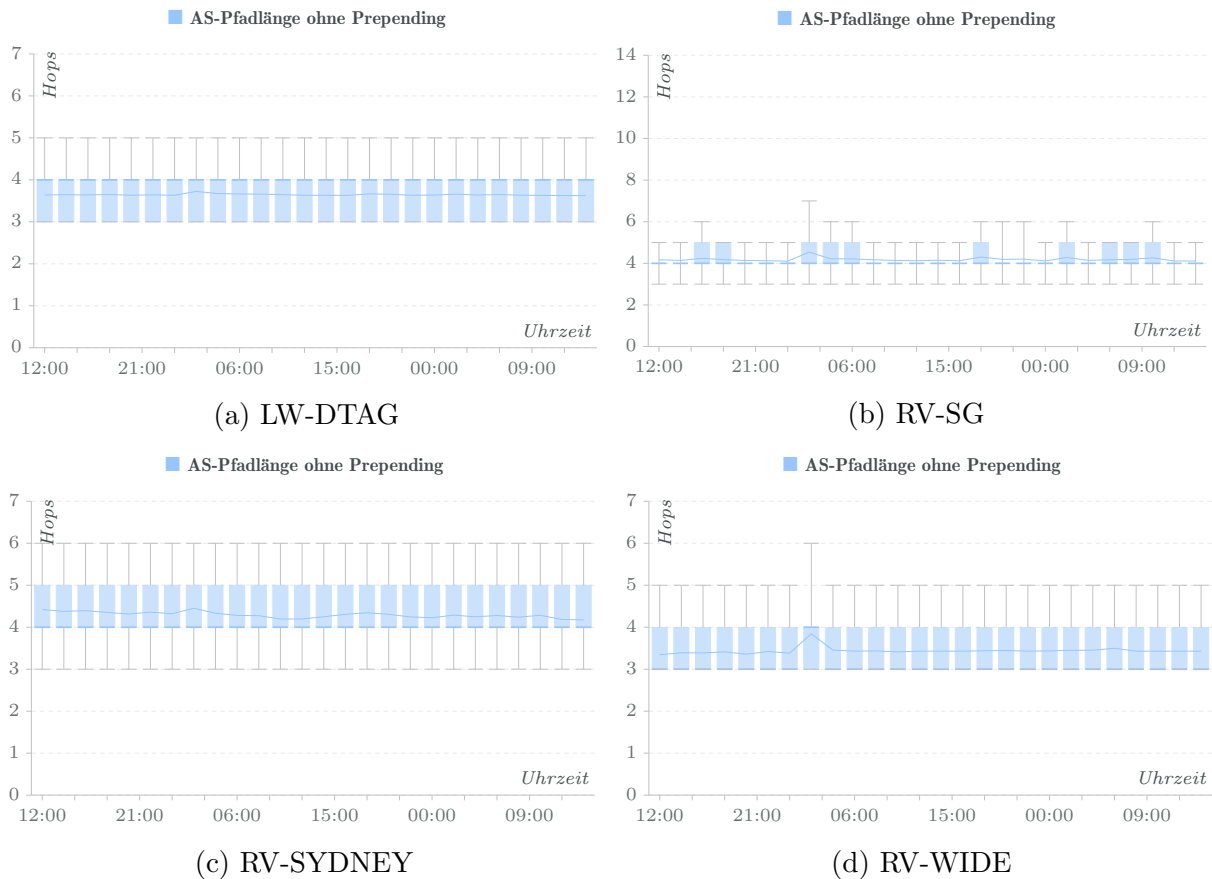 AS-Pfadlänge ohne Prepending
7
6
5
4
3
2
1
0
Hops
Uhrzeit
12:00 21:00 06:00 15:00 00:00 09:00
(a) LW-DTAG
AS-Pfadlänge ohne Prepending
14
12
10
8
6
4
2
0
Hops
Uhrzeit
12:00 21:00 06:00 15:00 00:00 09:00
(b) RV-SG
AS-Pfadlänge ohne Prepending
7
6
5
4
3
2
1
0
Hops
Uhrzeit
12:00 21:00 06:00 15:00 00:00 09:00
(c) RV-SYDNEY
AS-Pfadlänge ohne Prepending
7
6
5
4
3
2
1
0
Hops
Uhrzeit
12:00 21:00 06:00 15:00 00:00 09:00
(d) RV-WIDE